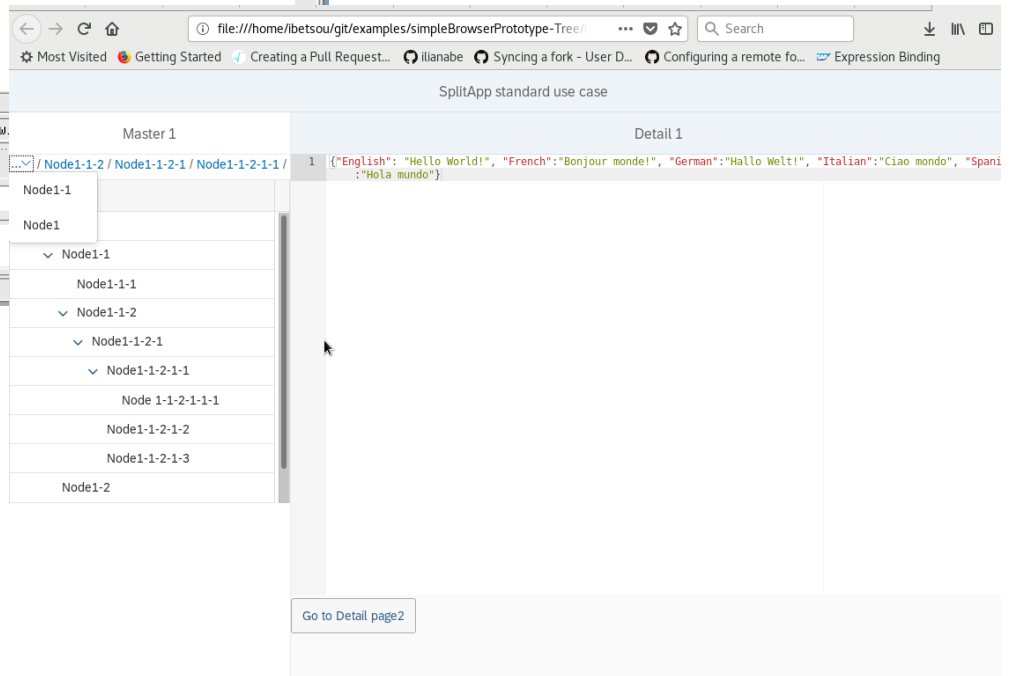 file:///home/ibetsou/git/examples/simpleBrowserPrototype-Tree/
Search
Most Visited Getting Started Creating a Pull Request... ilianabe Syncing a fork - User D... Configuring a remote fo... Expression Binding
SplitApp standard use case
Master 1
Detail 1
... / Node1-1-2 / Node1-1-2-1 / Node1-1-2-1-1 /
Node1-1
Node1
Node1-1
Node1-1-1
Node1-1-2
Node1-1-2-1
Node1-1-2-1-1
Node 1-1-2-1-1-1
Node1-1-2-1-2
Node1-1-2-1-3
Node1-2
1 {"English": "Hello World!", "French":"Bonjour monde!", "German":"Hallo Welt!", "Italian":"Ciao mondo", "Spani
:"Hola mundo"}
Go to Detail page2